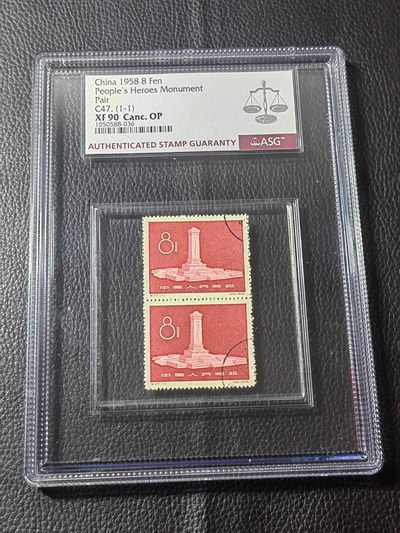 China 1958 8 Fen
People's Heroes Monument
Pair
C47. (1-1)
XF 90 Canc. OP
1050588-036
AUTHENTICATED STAMP GUARANTY ASG™
8分
中国人民邮政
8分
中国人民邮政